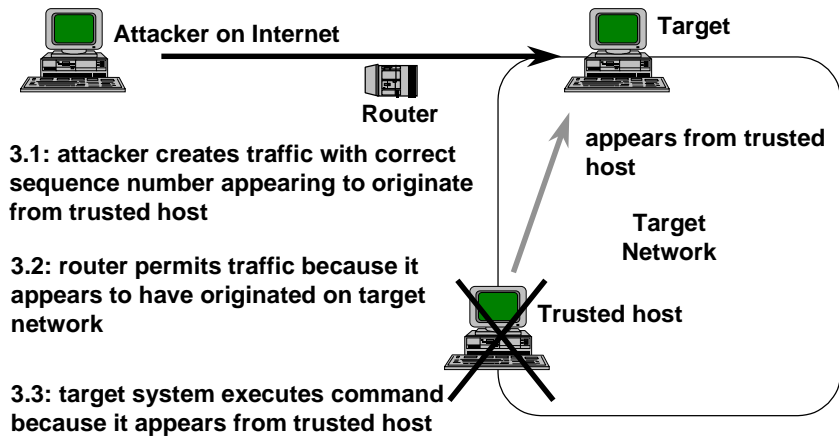 Attacker on Internet
Target
Router
3.1: attacker creates traffic with correct
sequence number appearing to originate
from trusted host
appears from trusted
host
Target
Network
3.2: router permits traffic because it
appears to have originated on target
network
Trusted host
3.3: target system executes command
because it appears from trusted host